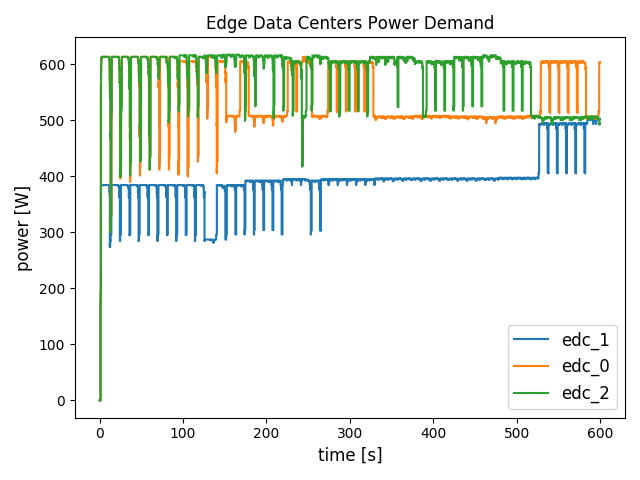 Edge Data Centers Power Demand
power [W]
600
500
400
300
200
100
0
edc_1
edc_0
edc_2
0 100 200 300 400 500 600
time [s]